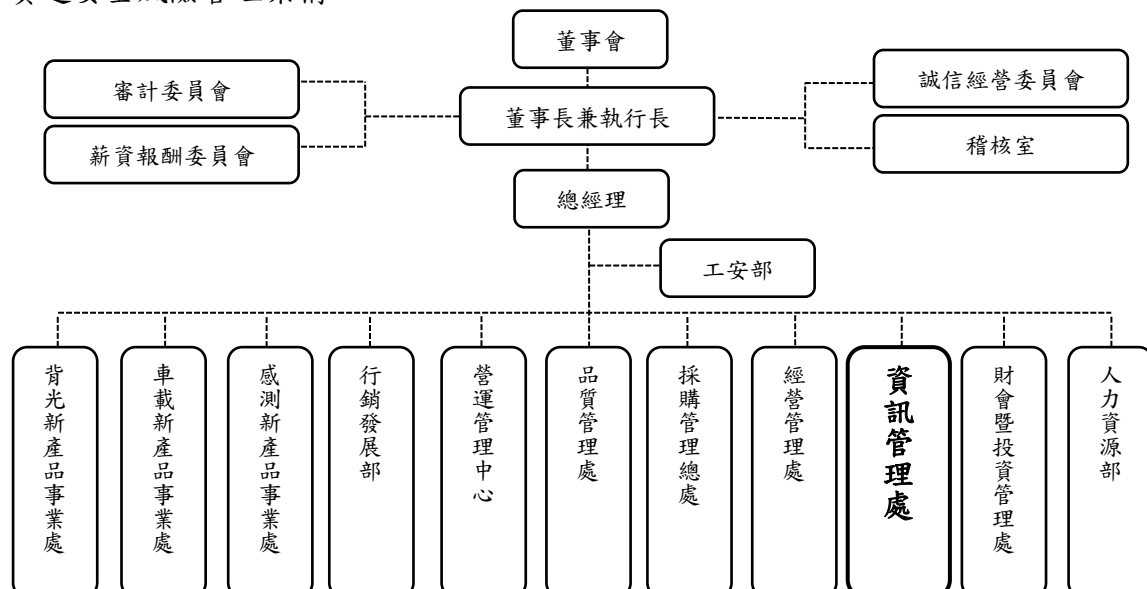 董事會
審計委員會
誠信經營委員會
董事長兼執行長
薪資報酬委員會
稽核室
總經理
工安部
背光新產品事業處
車載新產品事業處
感測新產品事業處
行銷發展部
營運管理中心
品質管理處
採購管理總處
經營管理處
資訊管理處
財會暨投資管理處
人力資源部